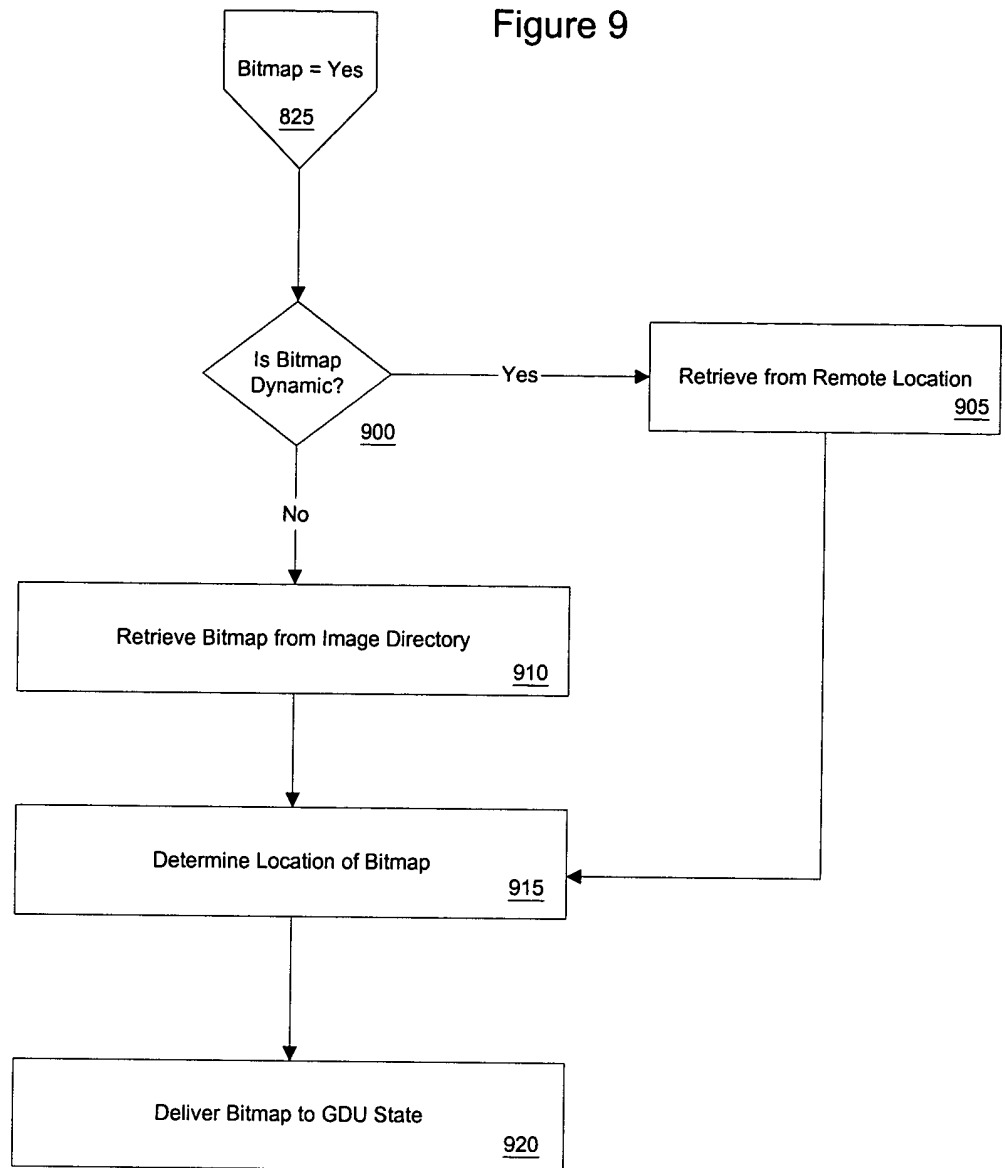 Figure 9
Bitmap = Yes
825
Is Bitmap
Dynamic?
900
Yes
Retrieve from Remote Location
905
No
Retrieve Bitmap from Image Directory
910
Determine Location of Bitmap
915
Deliver Bitmap to GDU State
920